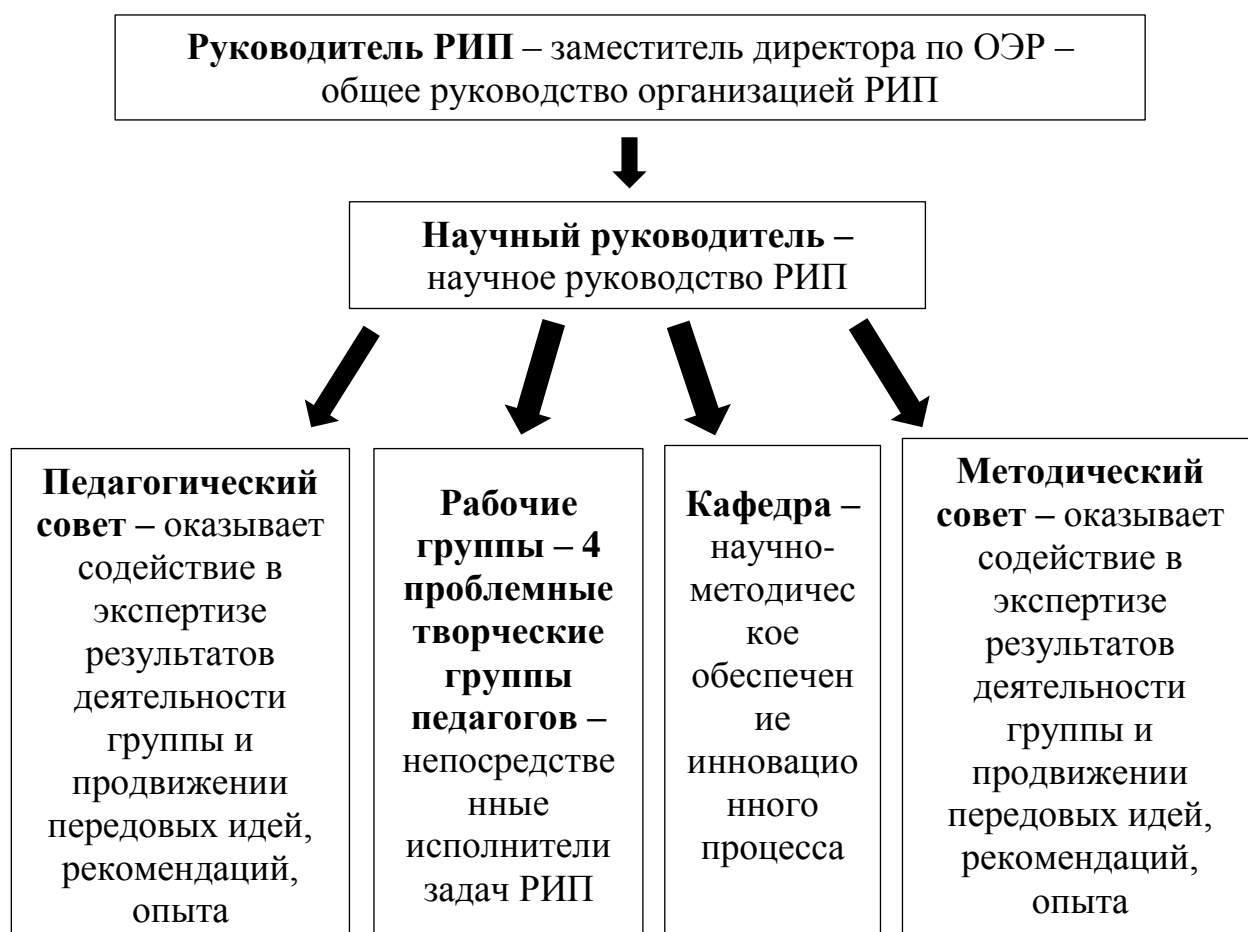 Руководитель РИП – заместитель директора по ОЭР –
общее руководство организацией РИП
Научный руководитель –
научное руководство РИП
Педагогический
совет – оказывает
содействие в
экспертизе
результатов
деятельности
группы и
продвижении
передовых идей,
рекомендаций,
опыта
Рабочие
группы – 4
проблемные
творческие
группы
педагогов –
непосредстве
нные
исполнители
задач РИП
Кафедра –
научно-
методичес
кое
обеспечен
ие
инновацио
нного
процесса
Методический
совет – оказывает
содействие в
экспертизе
результатов
деятельности
группы и
продвижении
передовых идей,
рекомендаций,
опыта